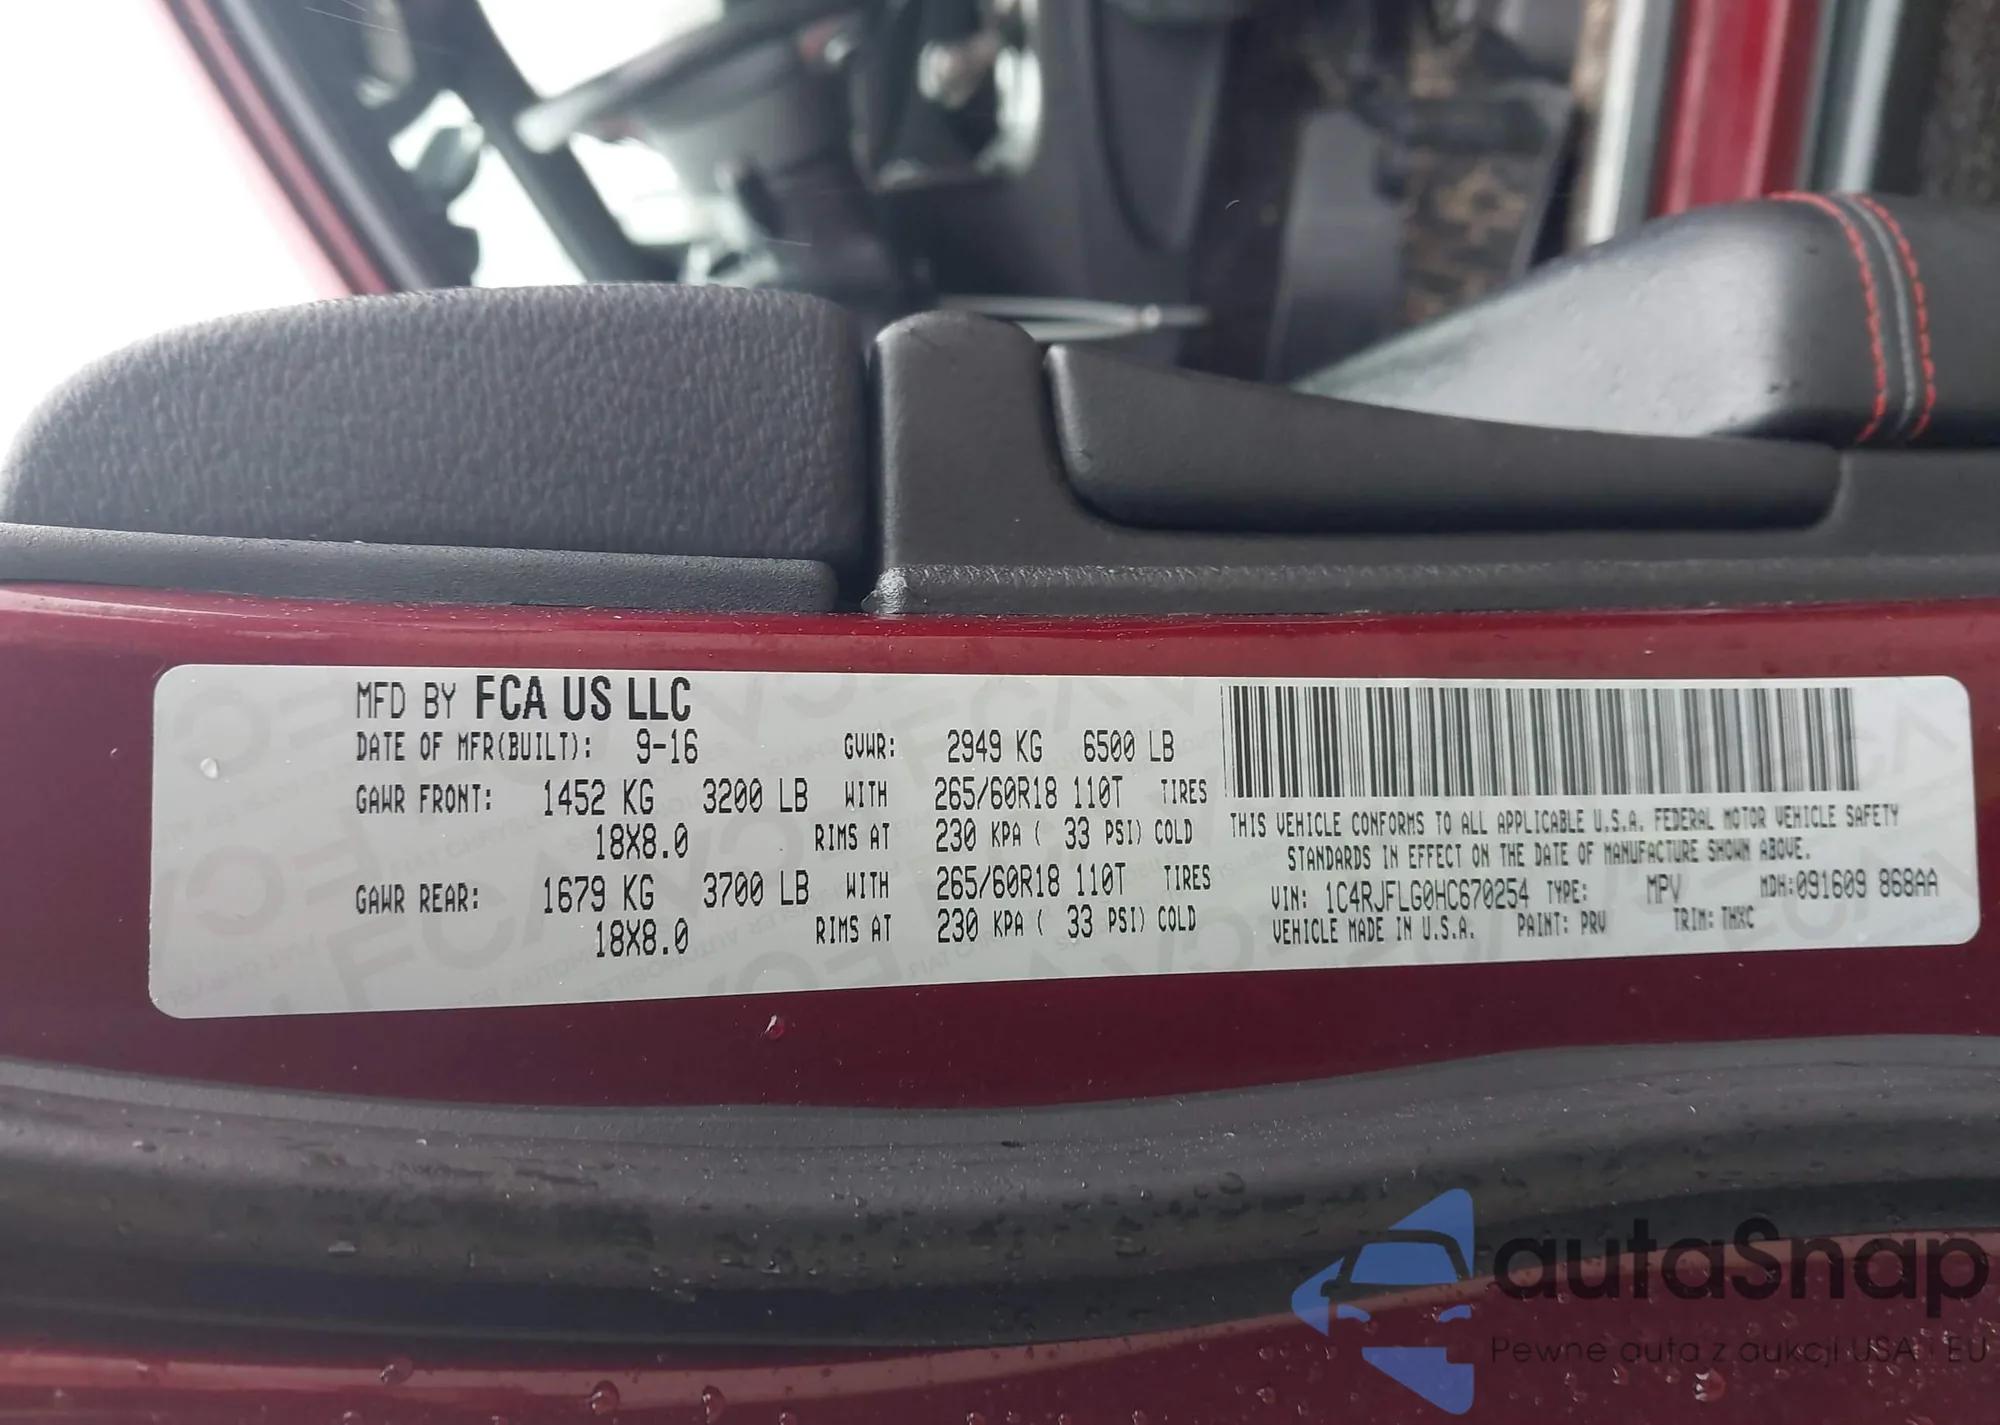 MFD BY FCA US LLC
DATE OF MFR(BUILT): 9-16 GVWR: 2949 KG 6500 LB
GAWR FRONT: 1452 KG 3200 LB WITH 265/60R18 110T TIRES
18X8.0 RIMS AT 230 KPA ( 33 PSI) COLD
GAWR REAR: 1679 KG 3700 LB WITH 265/60R18 110T TIRES
18X8.0 RIMS AT 230 KPA ( 33 PSI) COLD
THIS VEHICLE CONFORMS TO ALL APPLICABLE U.S.A. FEDERAL MOTOR VEHICLE SAFETY
STANDARDS IN EFFECT ON THE DATE OF MANUFACTURE SHOWN ABOVE.
VIN: 1C4RJFLG0HC670254 TYPE: MPV MDH:091609 868AA
VEHICLE MADE IN U.S.A. PAINT: PRV TRIM: THXC
autaSnap
Pewne auta z aukcji USA i EU